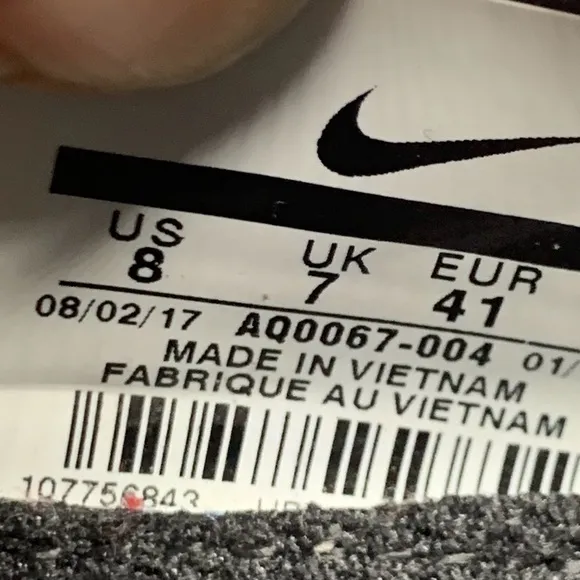 US UK EUR
8 7 41
08/02/17 AQ0067-004 01/
MADE IN VIETNAM
FABRIQUE AU VIETNAM
107756843